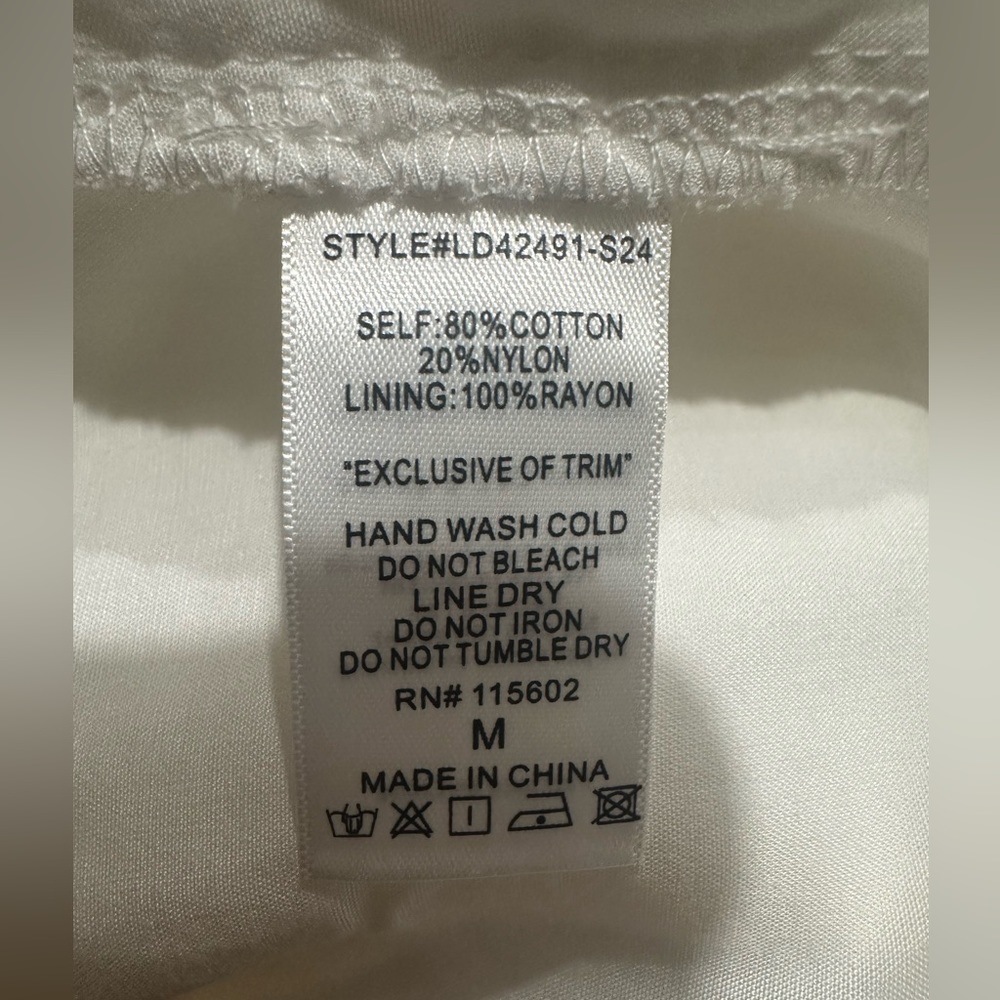 STYLE#LD42491-S24
SELF:80%COTTON
20%NYLON
LINING:100%RAYON
"EXCLUSIVE OF TRIM"
HAND WASH COLD
DO NOT BLEACH
LINE DRY
DO NOT IRON
DO NOT TUMBLE DRY
RN# 115602
M
MADE IN CHINA